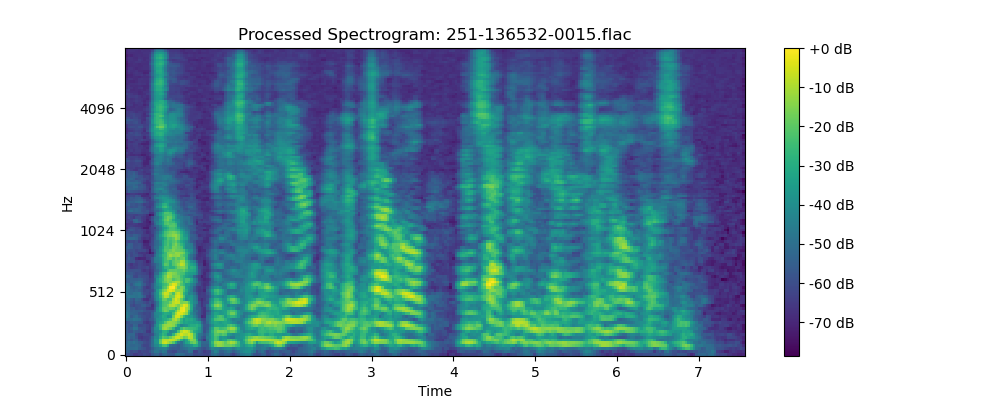 Processed Spectrogram: 251-136532-0015.flac
Hz
4096
2048
1024
512
0
0 1 2 3 4 5 6 7
Time
+0 dB
-10 dB
-20 dB
-30 dB
-40 dB
-50 dB
-60 dB
-70 dB